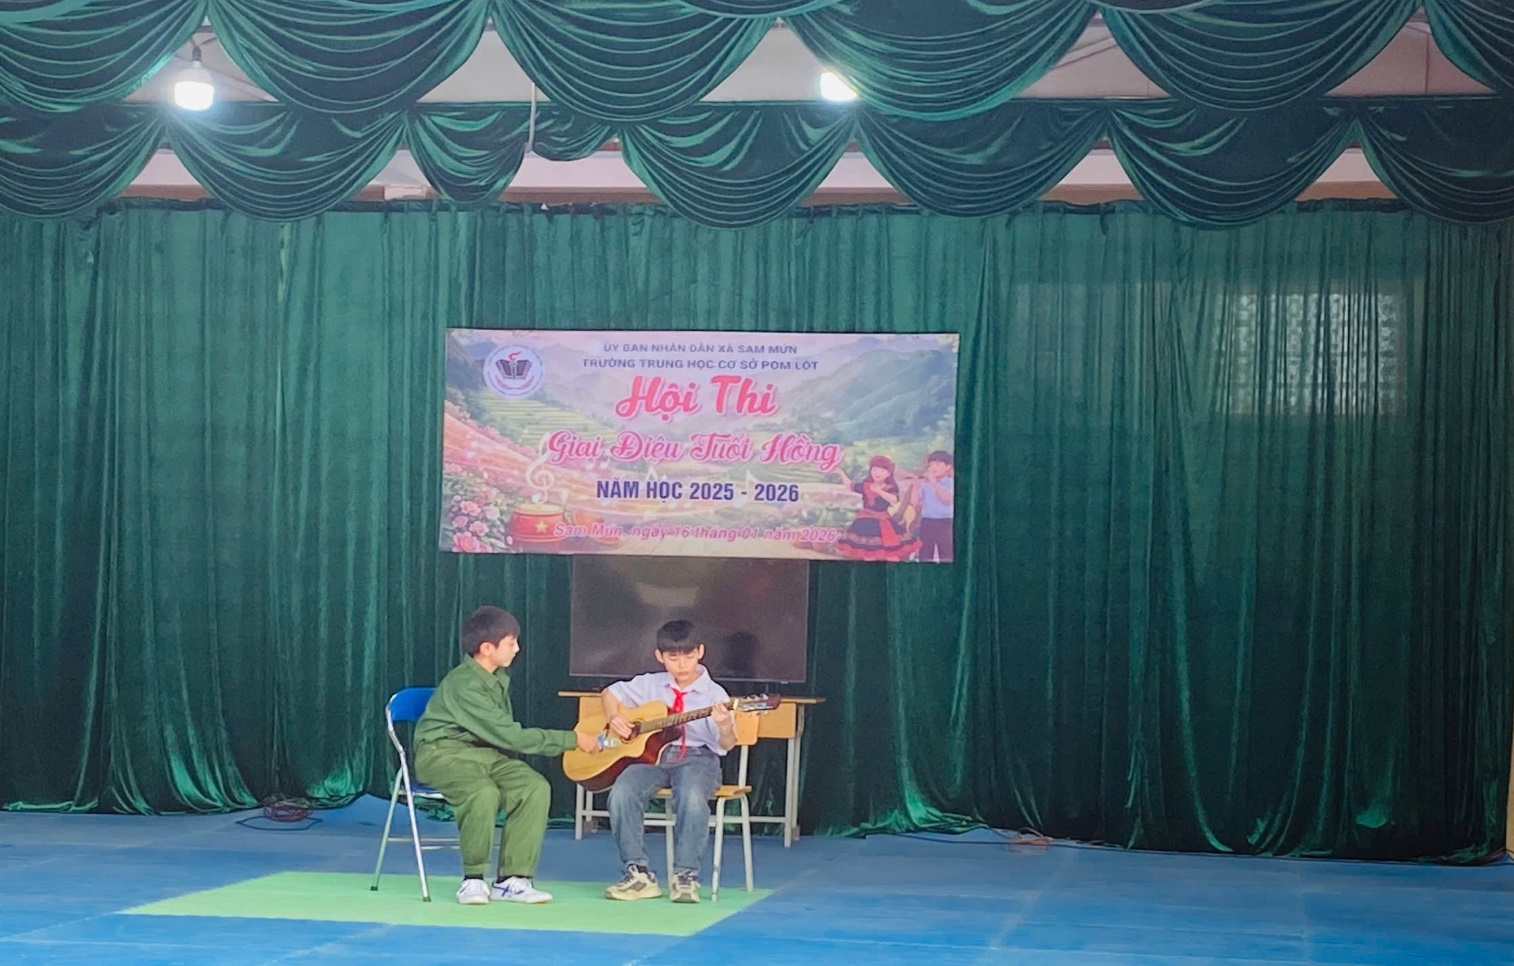 ỦY BAN NHÂN DÂN XÃ SAM MỨN
TRƯỜNG TRUNG HỌC CƠ SỞ POM LÓT
Hội Thi
Giai Điệu Tuổi Hồng
NĂM HỌC 2025 - 2026
Sam Mứn, ngày 16 tháng 01 năm 2026